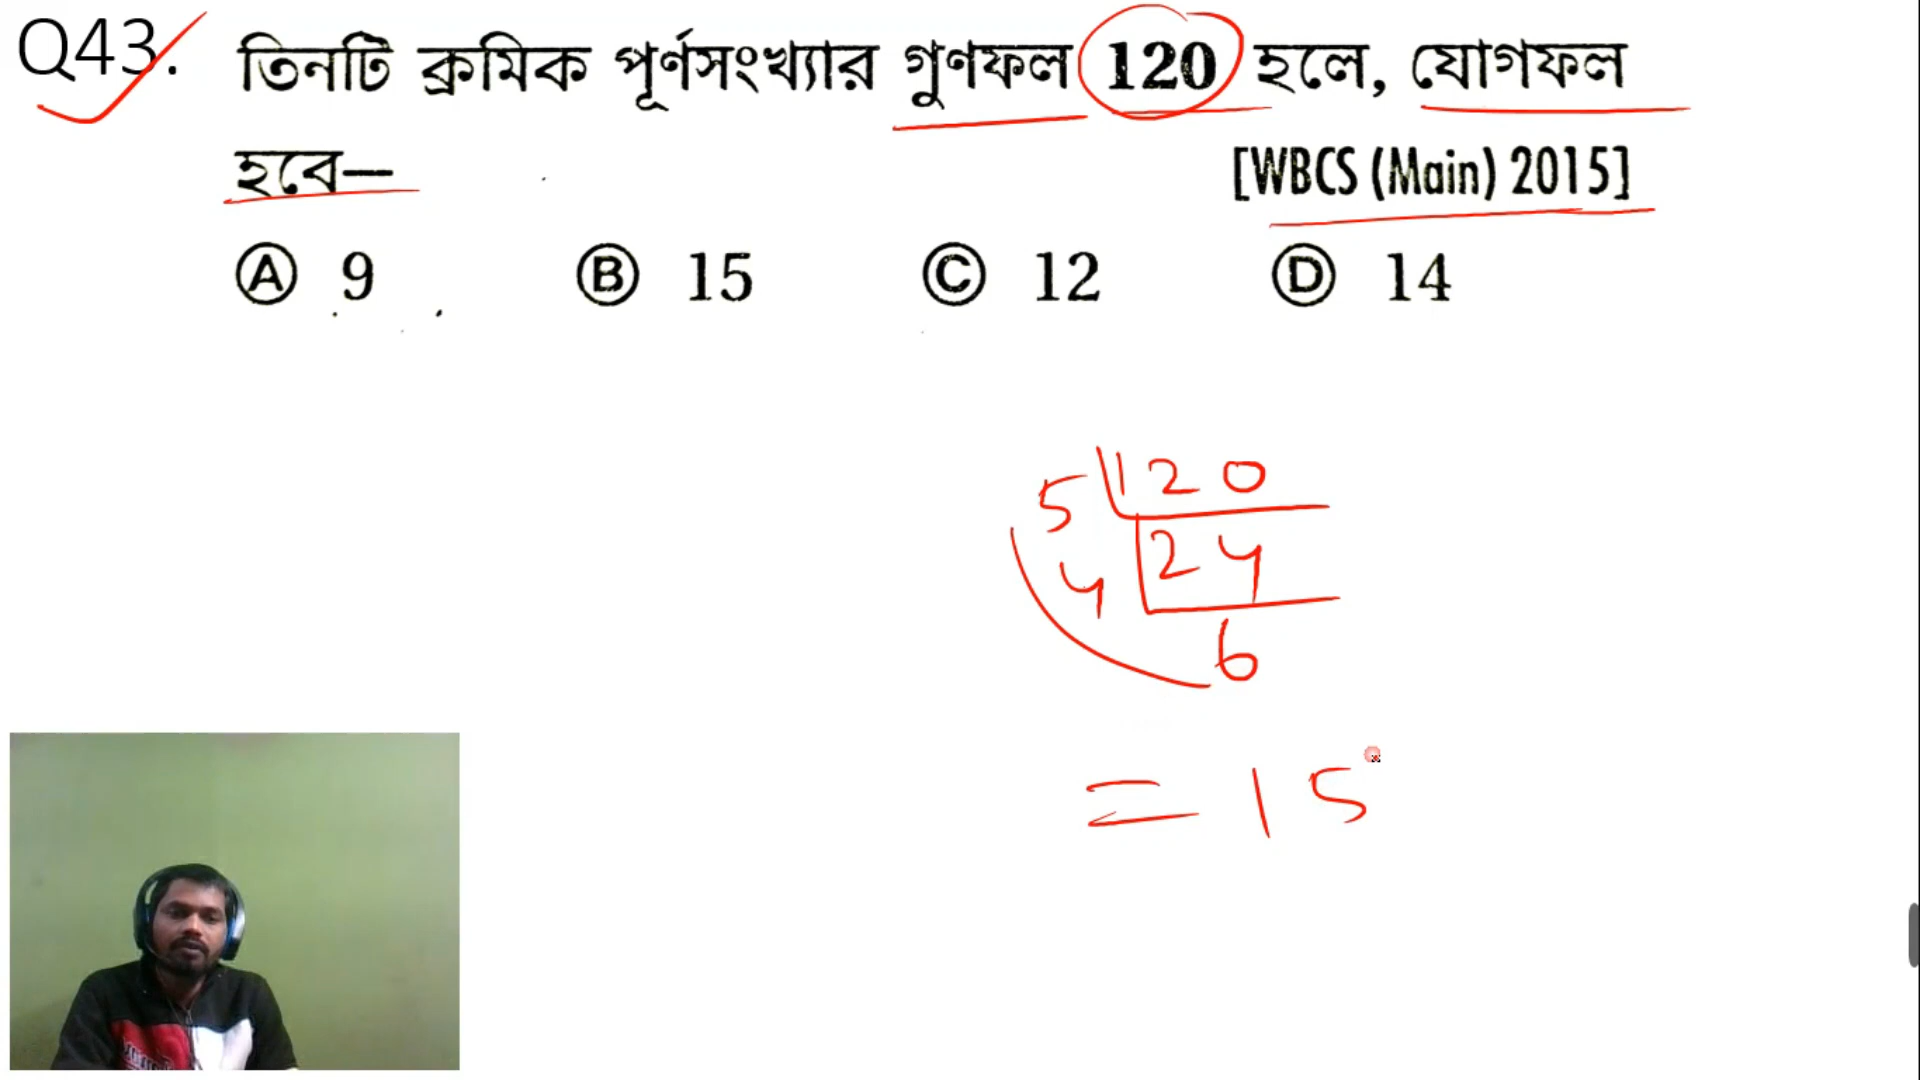 Q43. তিনটি ক্রমিক পূর্ণসংখ্যার গুণফল 120 হলে, যোগফল
হবে—
[WBCS (Main) 2015]
Ⓐ 9 Ⓑ 15 Ⓒ 12 Ⓓ 14
5 120
4 24
6
= 15